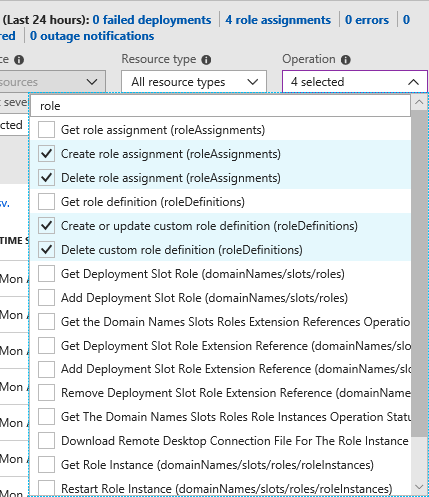 (Last 24 hours): 0 failed deployments 4 role assignments 0 errors 0
red 0 outage notifications
ce Resource type Operation
sources All resource types 4 selected
t seve
cted
role
Get role assignment (roleAssignments)
Create role assignment (roleAssignments)
Delete role assignment (roleAssignments)
Get role definition (roleDefinitions)
sv.
Create or update custom role definition (roleDefinitions)
TIME S
Delete custom role definition (roleDefinitions)
Mon A
Get Deployment Slot Role (domainNames/slots/roles)
Add Deployment Slot Role (domainNames/slots/roles)
Mon A
Get the Domain Names Slots Roles Extension References Operatio
Mon A
Get Deployment Slot Role Extension Reference (domainNames/slo
Mon A
Add Deployment Slot Role Extension Reference (domainNames/slo
Remove Deployment Slot Role Extension Reference (domainName
Mon A
Get The Domain Names Slots Roles Role Instances Operation Statu
Mon A
Download Remote Desktop Connection File For The Role Instance
Get Role Instance (domainNames/slots/roles/roleInstances)
Mon A
Restart Role Instance (domainNames/slots/roles/roleInstances)